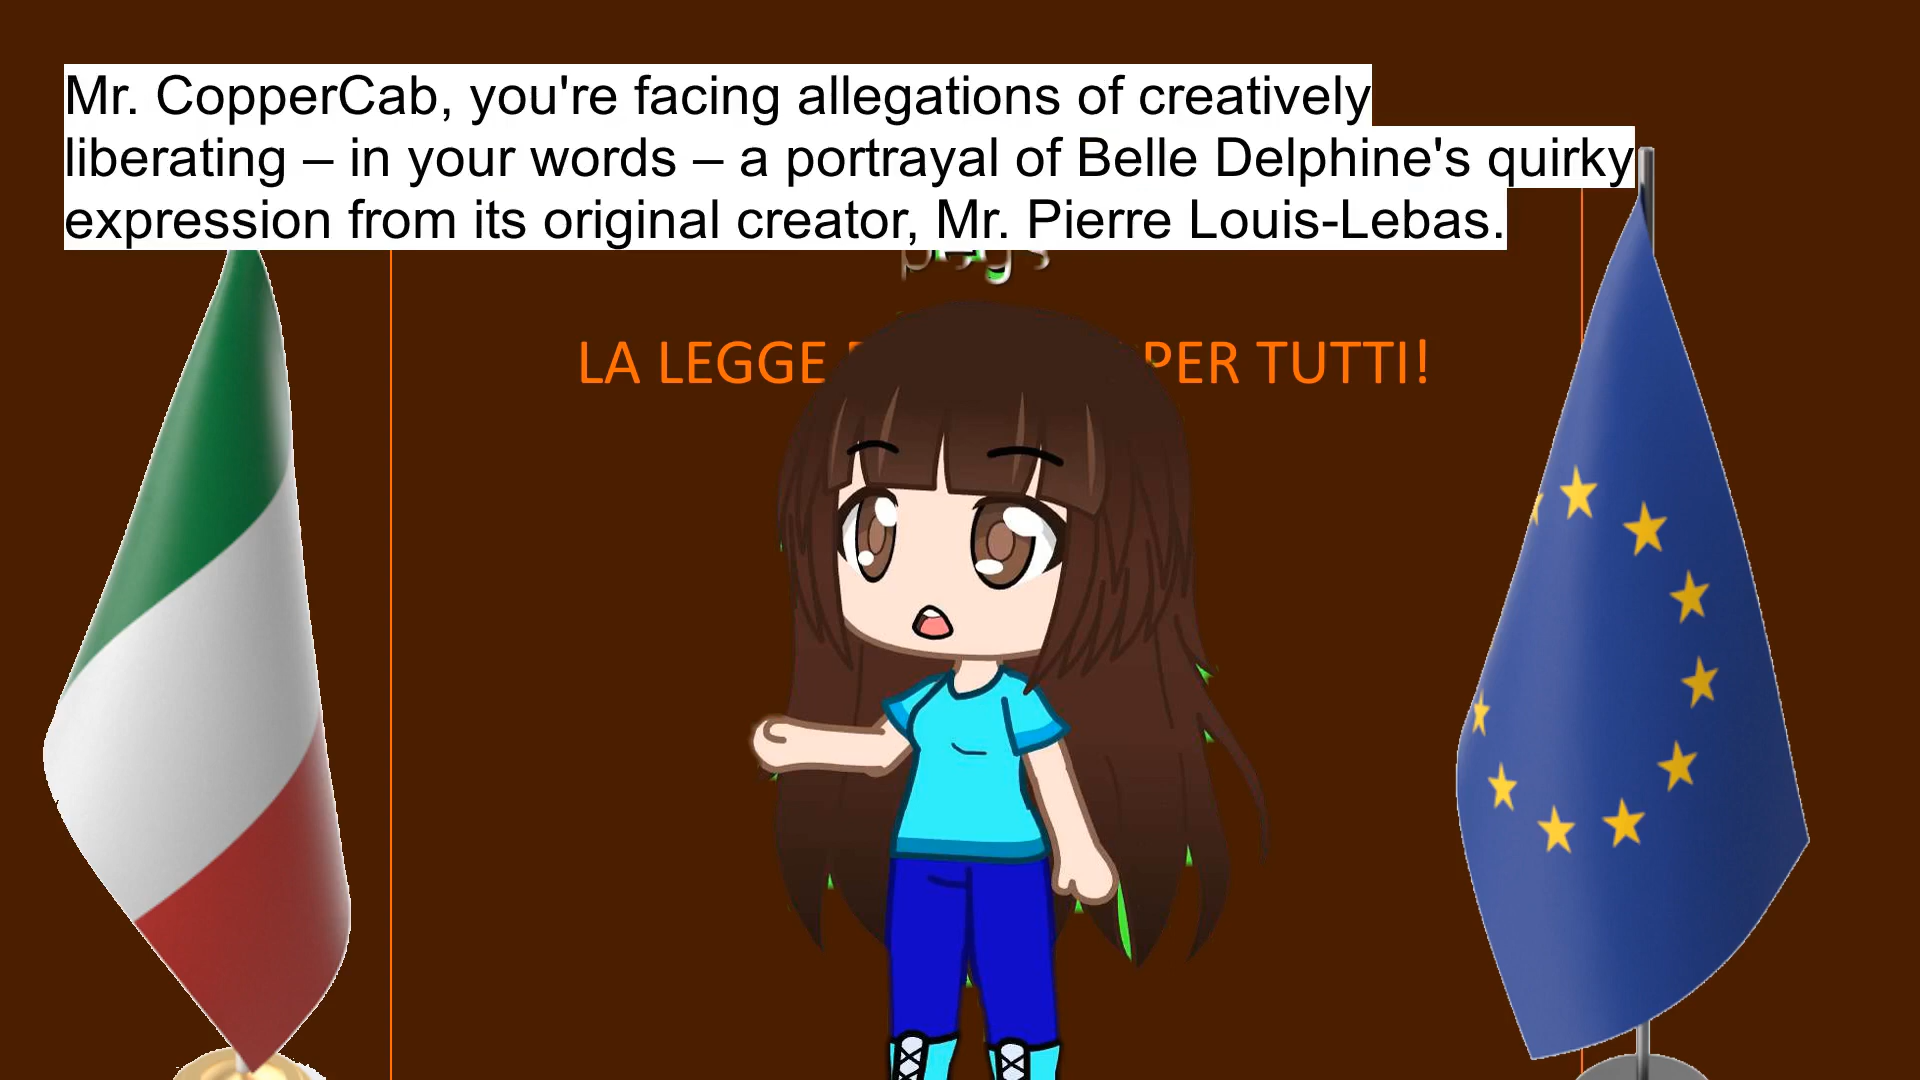 Mr. CopperCab, you're facing allegations of creatively
liberating – in your words – a portrayal of Belle Delphine's quirky
expression from its original creator, Mr. Pierre Louis-Lebas.
LA LEGGE PER TUTTI!